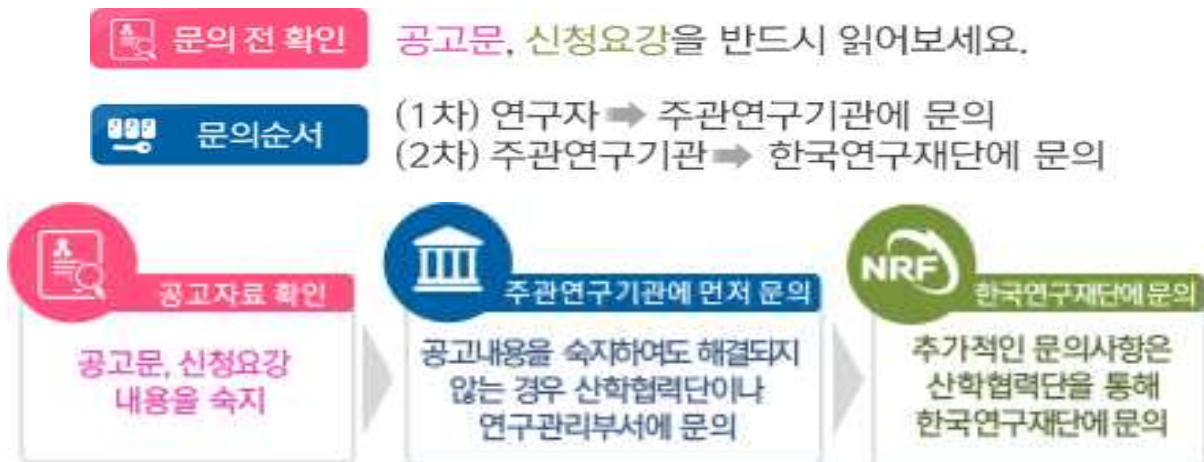 문의 전 확인
공고문, 신청요강을 반드시 읽어보세요.
문의순서
(1차) 연구자 ➡ 주관연구기관에 문의
(2차) 주관연구기관 ➡ 한국연구재단에 문의
공고자료 확인
공고문, 신청요강
내용을 숙지
주관연구기관에 먼저 문의
공고내용을 숙지하여도 해결되지
않는 경우 산학협력단이나
연구관리부서에 문의
NRF
한국연구재단에 문의
추가적인 문의사항은
산학협력단을 통해
한국연구재단에 문의